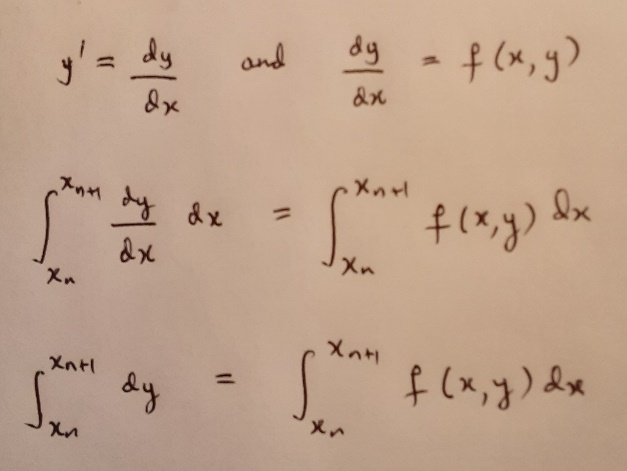 y' = dy/dx and dy/dx = f(x,y)
∫_{x_n}^{x_{n+1}} dy/dx dx = ∫_{x_n}^{x_{n+1}} f(x,y) dx
∫_{x_n}^{x_{n+1}} dy = ∫_{x_n}^{x_{n+1}} f(x,y) dx